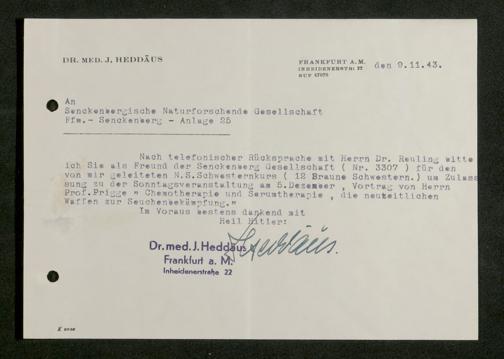 DR. MED. J. HEDDÄUS
FRANKFURT A. M.
INHEIDENERSTR. 22
RUF 47075
den 9.11.43.
An
Senckenbergische Naturforschende Gesellschaft
Ffm.- Senckenberg - Anlage 25
Nach telefonischer Rücksprache mit Herrn Dr. Reuling bitte
ich Sie als Freund der Senckenberg Gesellschaft ( Nr. 3307 ) für den
von mir geleiteten N.S.Schwesternkurs ( 12 Braune Schwestern.) um Zulas
sung zu der Sonntagsveranstaltung am 5.Dezember , Vortrag von Herrn
Prof.Prigge " Chemotherapie und Serumtherapie , die neuzeitlichen
Waffen zur Seuchenbekämpfung."
Im Voraus bestens dankend mit
Heil Hitler:
Heddäus.
Dr. med. J. Heddäus
Frankfurt a. M.
Inheidenerstraße 22